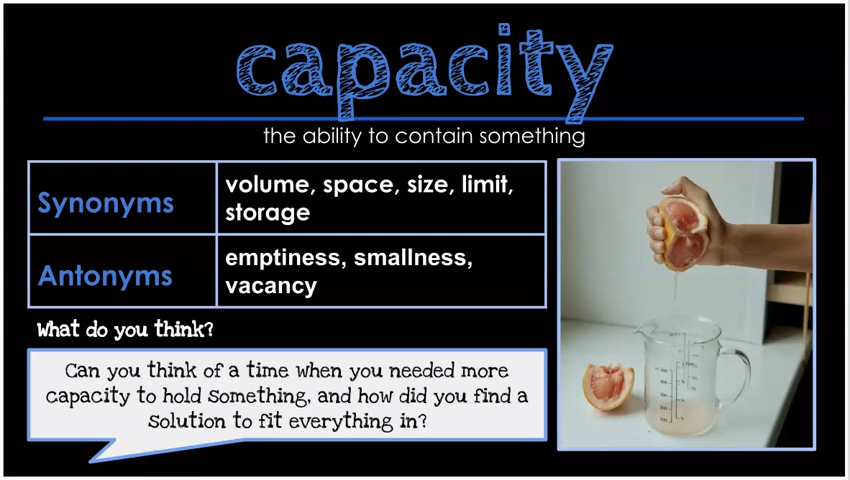 capacity
the ability to contain something
Synonyms
volume, space, size, limit,
storage
Antonyms
emptiness, smallness,
vacancy
What do you think?
Can you think of a time when you needed more
capacity to hold something, and how did you find a
solution to fit everything in?